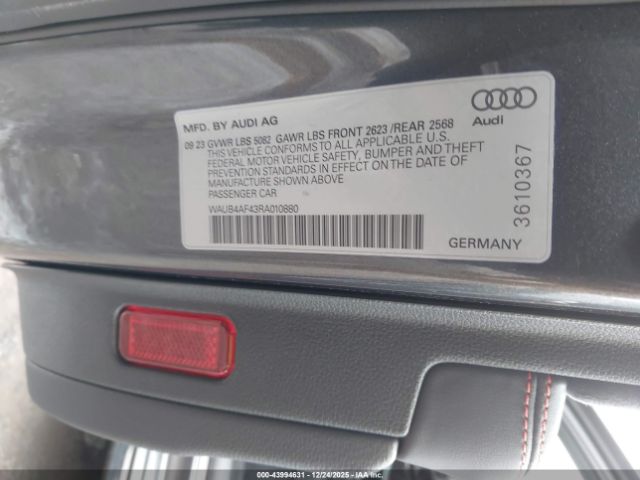 MFD. BY AUDI AG
09 23 GVWR LBS 5082 GAWR LBS FRONT 2623 /REAR 2568
THIS VEHICLE CONFORMS TO ALL APPLICABLE U.S.
FEDERAL MOTOR VEHICLE SAFETY, BUMPER AND THEFT
PREVENTION STANDARDS IN EFFECT ON THE DATE OF
MANUFACTURE SHOWN ABOVE
PASSENGER CAR
WAUB4AF43RA010880
Audi
3610367
GERMANY
00-43994631 - 12/24/2025 - IAA Inc.